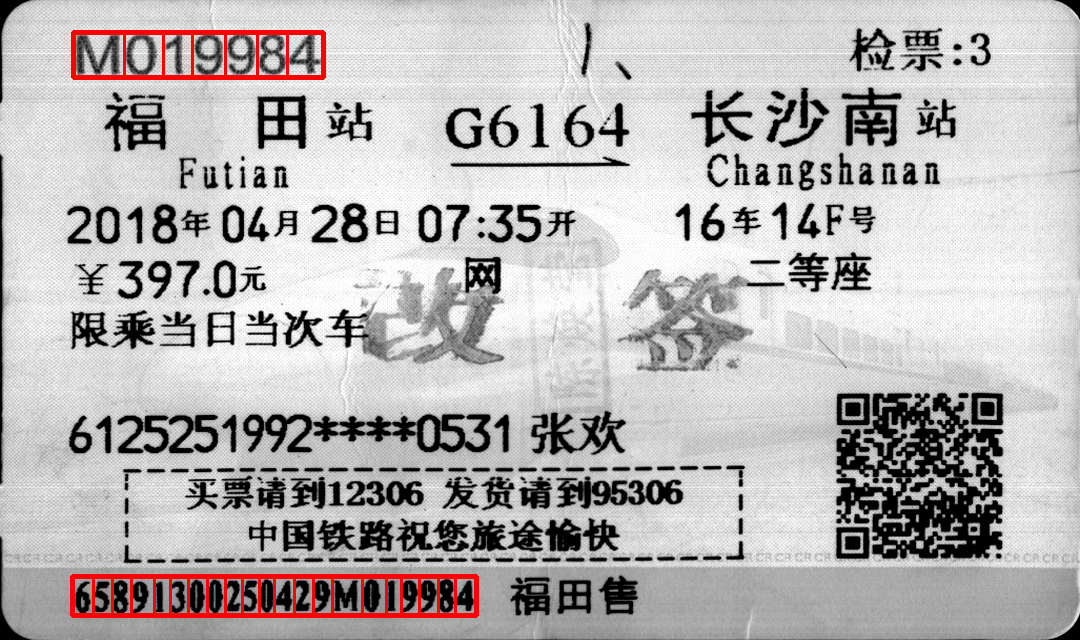 M019984 检票:3
福田站 G6164 长沙南站
Futian Changshanan
2018年04月28日07:35开 16车14F号
￥397.0元 网 二等座
限乘当日当次车 改签
6125251992****0531 张欢
买票请到12306 发货请到95306
中国铁路祝您旅途愉快
65891300250429M019984 福田售